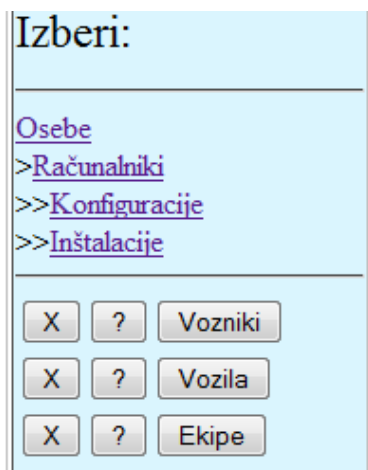 Izberi:
Osebe
>Računalniki
>>Konfiguracije
>>Inštalacije
X ? Vozniki
X ? Vozila
X ? Ekipe